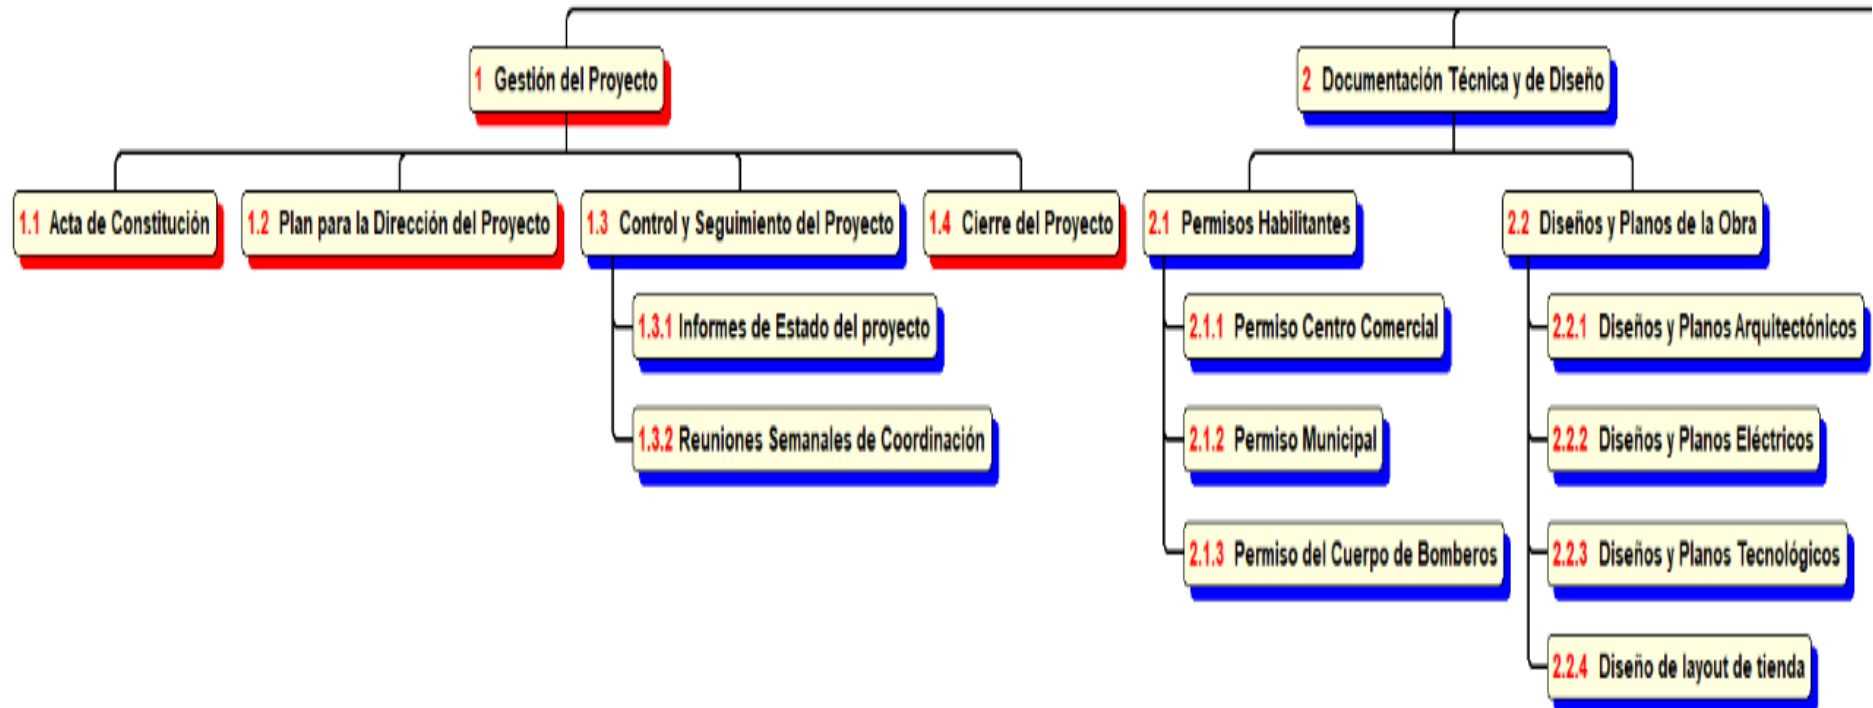 1 Gestión del Proyecto
2 Documentación Técnica y de Diseño
1.1 Acta de Constitución
1.2 Plan para la Dirección del Proyecto
1.3 Control y Seguimiento del Proyecto
1.4 Cierre del Proyecto
2.1 Permisos Habilitantes
2.2 Diseños y Planos de la Obra
1.3.1 Informes de Estado del proyecto
2.1.1 Permiso Centro Comercial
2.2.1 Diseños y Planos Arquitectónicos
1.3.2 Reuniones Semanales de Coordinación
2.1.2 Permiso Municipal
2.2.2 Diseños y Planos Eléctricos
2.1.3 Permiso del Cuerpo de Bomberos
2.2.3 Diseños y Planos Tecnológicos
2.2.4 Diseño de layout de tienda